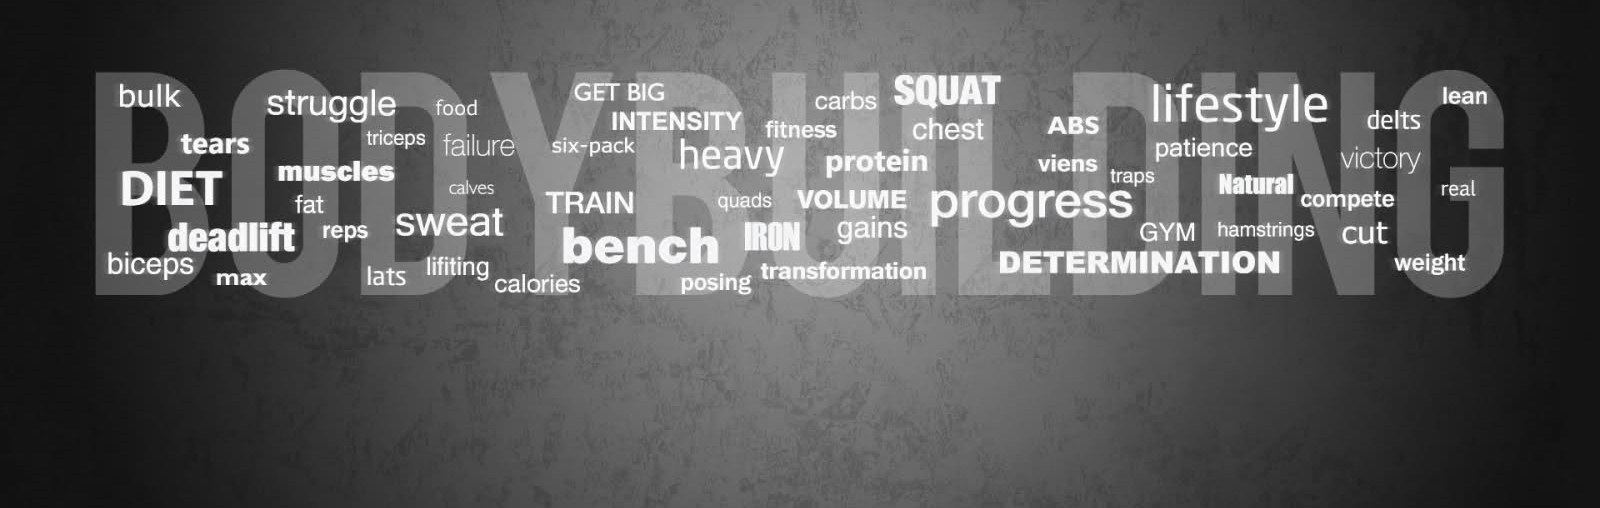 BODYBUILDING
bulk
struggle
food
GET BIG
carbs
SQUAT
lifestyle
lean
tears
triceps
failure
INTENSITY
six-pack
fitness
chest
ABS
delts
patience
victory
DIET
muscles
calves
heavy
protein
viens
traps
Natural
real
fat
sweat
TRAIN
quads
VOLUME
progress
compete
deadlift
reps
bench
IRON
gains
GYM
hamstrings
cut
biceps
max
lats
lifiting
calories
posing
transformation
DETERMINATION
weight